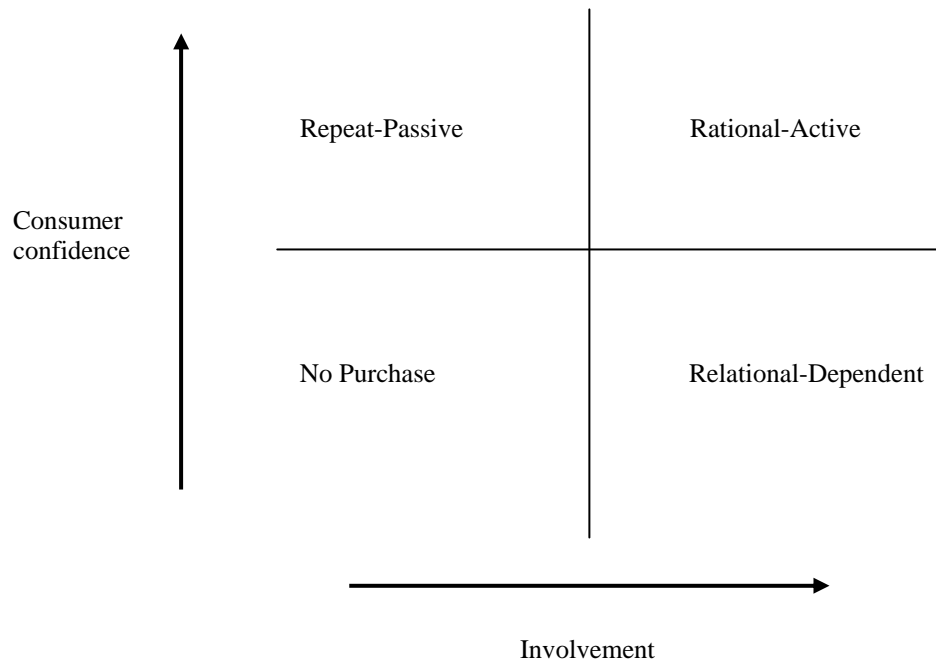 Repeat-Passive
Rational-Active
Consumer
confidence
No Purchase
Relational-Dependent
Involvement